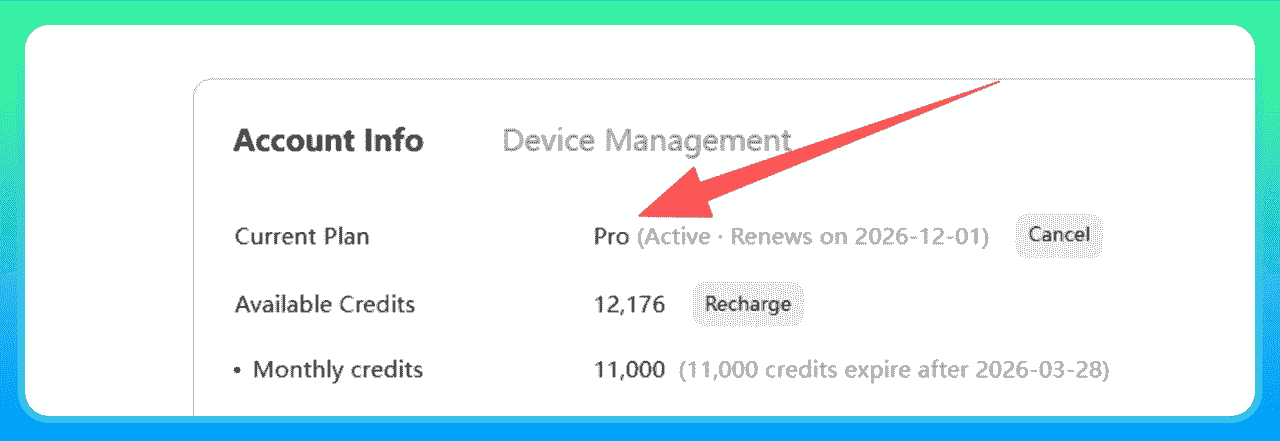 Account Info Device Management
Current Plan Pro (Active · Renews on 2026-12-01) Cancel
Available Credits 12,176 Recharge
• Monthly credits 11,000 (11,000 credits expire after 2026-03-28)